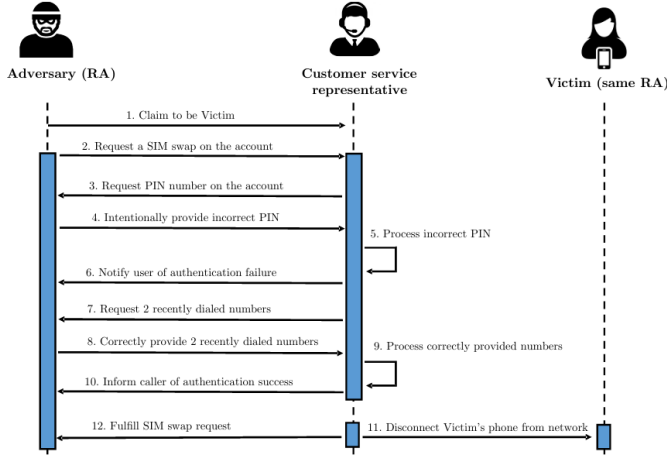 Adversary (RA)
Customer service
representative
Victim (same RA)
1. Claim to be Victim
2. Request a SIM swap on the account
3. Request PIN number on the account
4. Intentionally provide incorrect PIN
5. Process incorrect PIN
6. Notify user of authentication failure
7. Request 2 recently dialed numbers
8. Correctly provide 2 recently dialed numbers
9. Process correctly provided numbers
10. Inform caller of authentication success
11. Disconnect Victim's phone from network
12. Fulfill SIM swap request